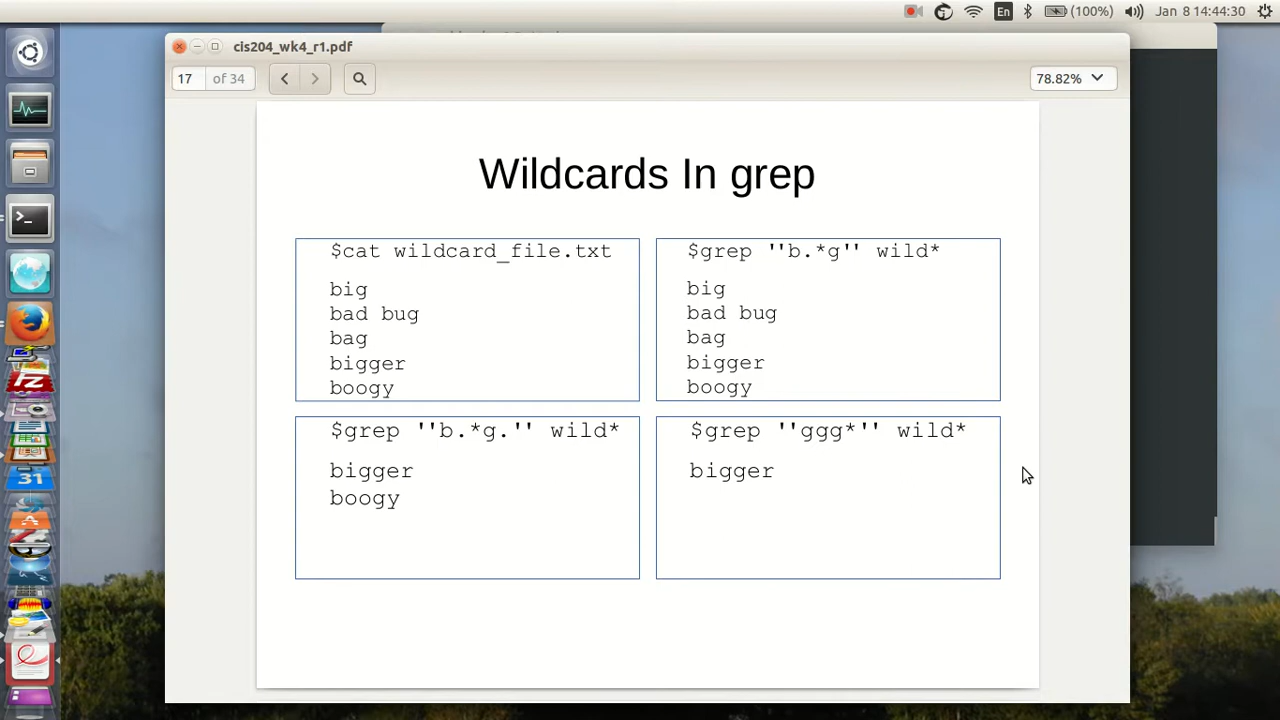 En (100%) Jan 8 14:44:30
cis204_wk4_r1.pdf
17 of 34 78.82%
Wildcards In grep
$cat wildcard_file.txt
big
bad bug
bag
bigger
boogy
$grep ''b.*g'' wild*
big
bad bug
bag
bigger
boogy
$grep ''b.*g.'' wild*
bigger
boogy
$grep ''ggg*'' wild*
bigger
31